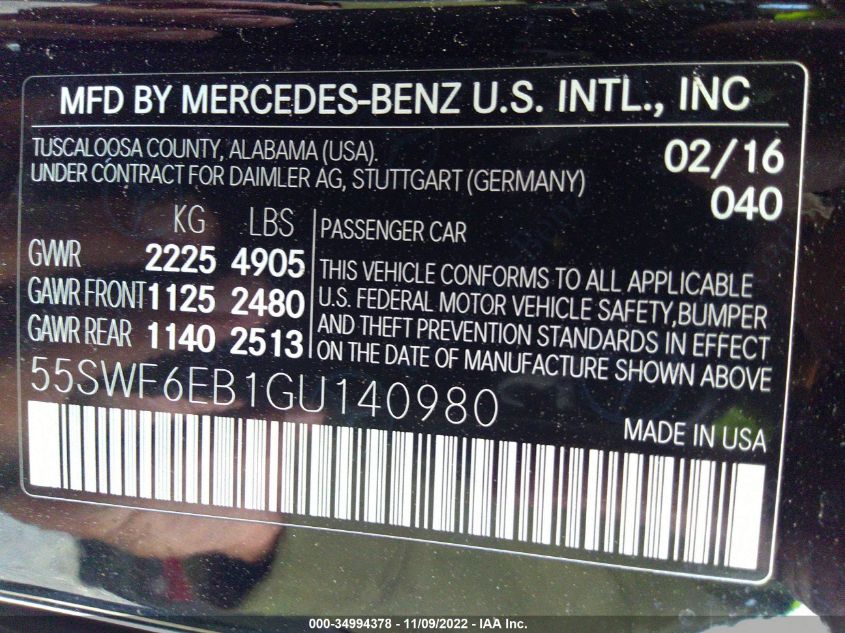 MFD BY MERCEDES-BENZ U.S. INTL., INC
TUSCALOOSA COUNTY, ALABAMA (USA).
UNDER CONTRACT FOR DAIMLER AG, STUTTGART (GERMANY)
02/16
040
KG LBS
GVWR 2225 4905
GAWR FRONT 1125 2480
GAWR REAR 1140 2513
PASSENGER CAR
THIS VEHICLE CONFORMS TO ALL APPLICABLE
U.S. FEDERAL MOTOR VEHICLE SAFETY, BUMPER
AND THEFT PREVENTION STANDARDS IN EFFECT
ON THE DATE OF MANUFACTURE SHOWN ABOVE
55SWF6EB1GU140980
MADE IN USA
000-34994378 - 11/09/2022 - IAA Inc.